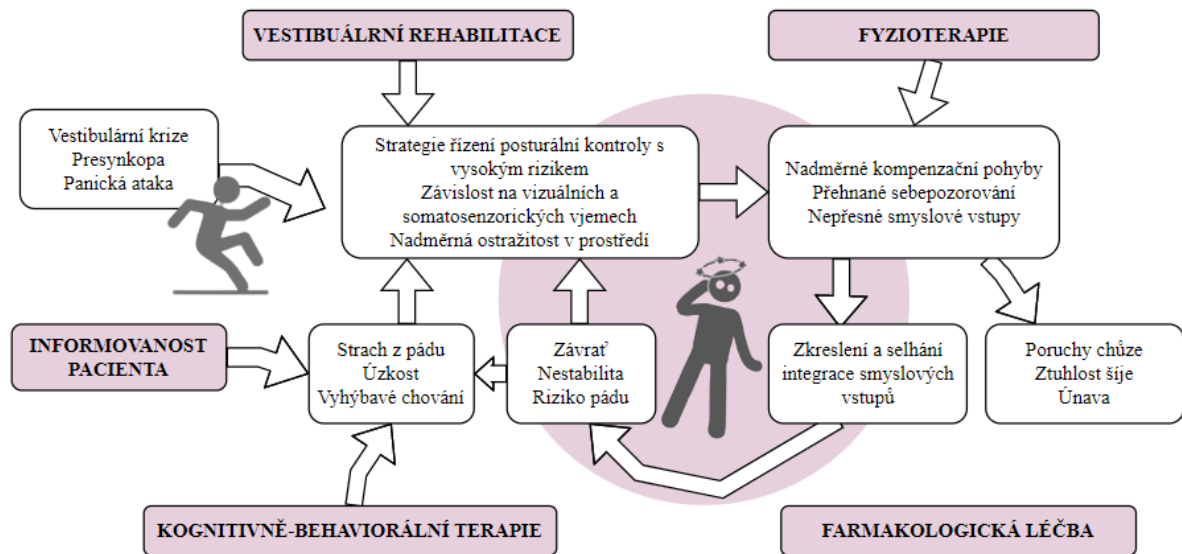 VESTIBUÁLRNÍ REHABILITACE
FYZIOTERAPIE
Vestibulární krize
Presynkopa
Panická ataka
Strategie řízení posturální kontroly s
vysokým rizikem
Závislost na vizuálních a
somatosenzorických vjemech
Nadměrná ostražitost v prostředí
Nadměrné kompenzační pohyby
Přehnané sebepozorování
Nepřesné smyslové vstupy
INFORMOVANOST
PACIENTA
Strach z pádu
Úzkost
Vyhýbavé chování
Závrať
Nestabilita
Riziko pádu
Zkreslení a selhání
integrace smyslových
vstupů
Poruchy chůze
Ztuhlost šíje
Únava
KOGNITIVNĚ-BEHAVIORÁLNÍ TERAPIE
FARMAKOLOGICKÁ LÉČBA